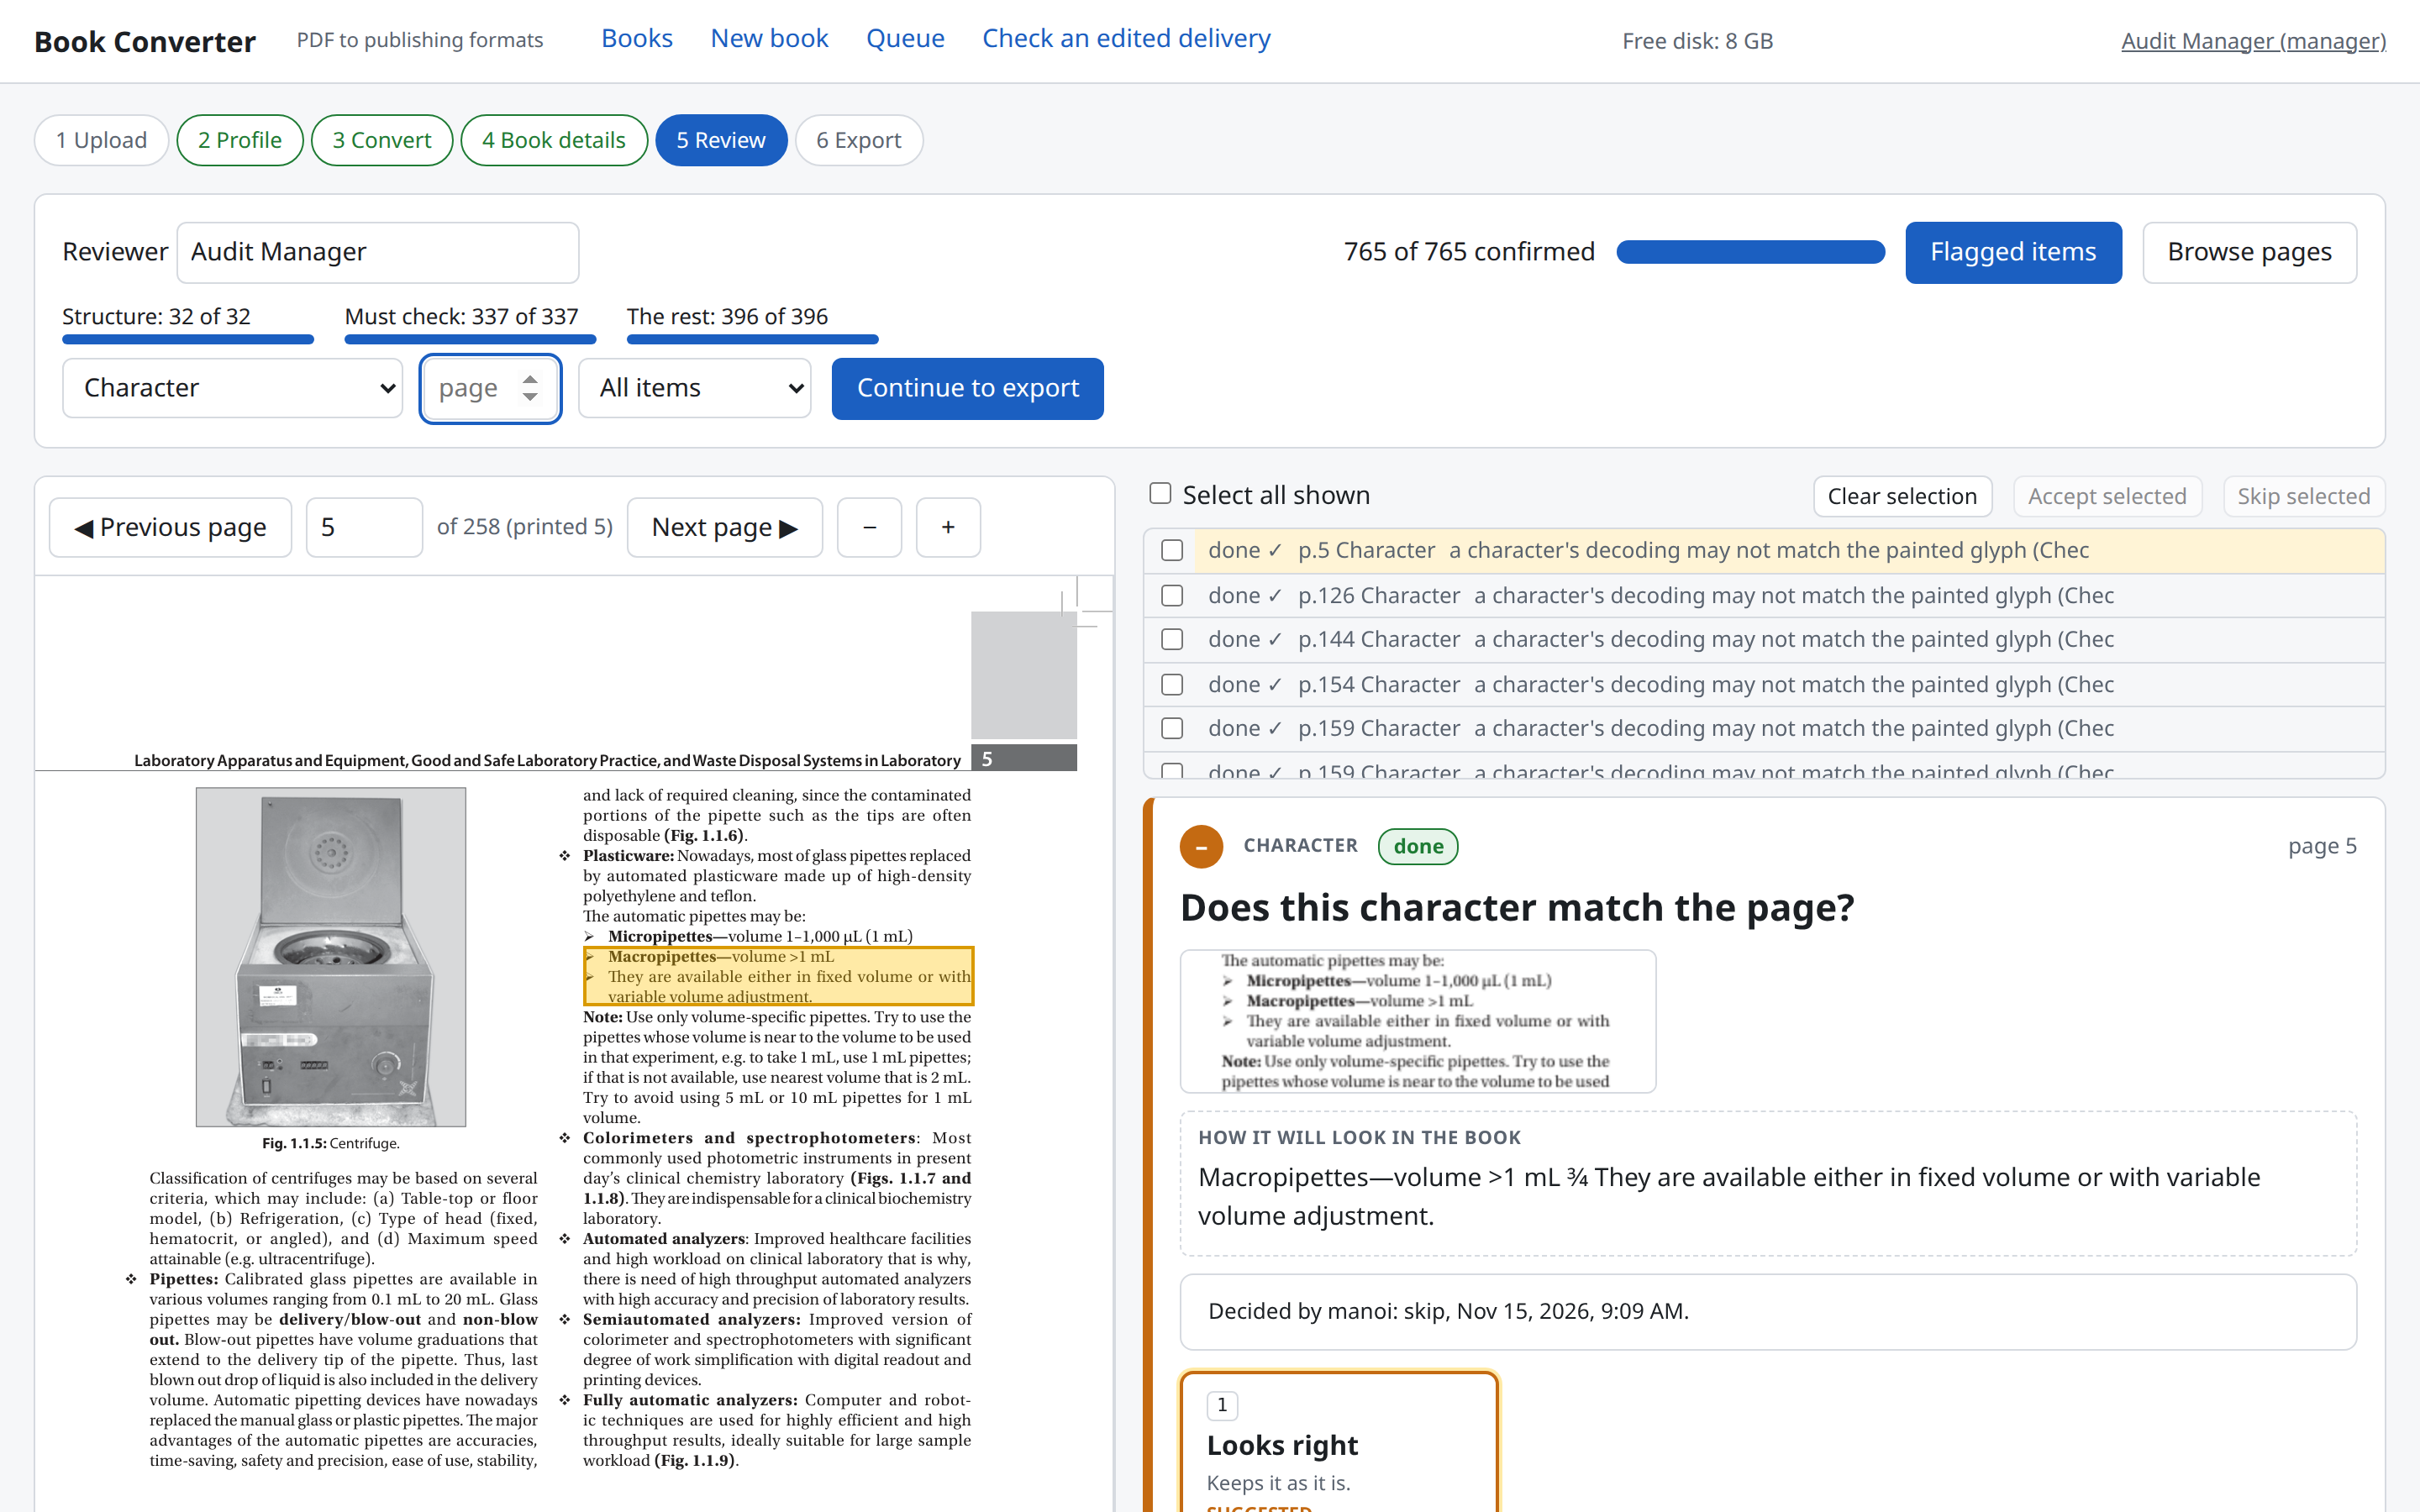 Book Converter
PDF to publishing formats
Books
New book
Queue
Check an edited delivery
Free disk: 8 GB
Audit Manager (manager)
1 Upload
2 Profile
3 Convert
4 Book details
5 Review
6 Export
Reviewer
Audit Manager
765 of 765 confirmed
Flagged items
Browse pages
Structure: 32 of 32
Must check: 337 of 337
The rest: 396 of 396
Character
page
All items
Continue to export
◀ Previous page
5
of 258 (printed 5)
Next page ▶
−
+
Laboratory Apparatus and Equipment, Good and Safe Laboratory Practice, and Waste Disposal Systems in Laboratory
5
Fig. 1.1.5: Centrifuge.
Classification of centrifuges may be based on several
criteria, which may include: (a) Table-top or floor
model, (b) Refrigeration, (c) Type of head (fixed,
hematocrit, or angled), and (d) Maximum speed
attainable (e.g. ultracentrifuge).
❖ Pipettes: Calibrated glass pipettes are available in
various volumes ranging from 0.1 mL to 20 mL. Glass
pipettes may be delivery/blow-out and non-blow
out. Blow-out pipettes have volume graduations that
extend to the delivery tip of the pipette. Thus, last
blown out drop of liquid is also included in the delivery
volume. Automatic pipetting devices have nowadays
replaced the manual glass or plastic pipettes. The major
advantages of the automatic pipettes are accuracies,
time-saving, safety and precision, ease of use, stability,
and lack of required cleaning, since the contaminated
portions of the pipette such as the tips are often
disposable (Fig. 1.1.6).
❖ Plasticware: Nowadays, most of glass pipettes replaced
by automated plasticware made up of high-density
polyethylene and teflon.
The automatic pipettes may be:
➢ Micropipettes—volume 1–1,000 µL (1 mL)
➢ Macropipettes—volume >1 mL
➢ They are available either in fixed volume or with
variable volume adjustment.
Note: Use only volume-specific pipettes. Try to use the
pipettes whose volume is near to the volume to be used
in that experiment, e.g. to take 1 mL, use 1 mL pipettes;
if that is not available, use nearest volume that is 2 mL.
Try to avoid using 5 mL or 10 mL pipettes for 1 mL
volume.
❖ Colorimeters and spectrophotometers: Most
commonly used photometric instruments in present
day's clinical chemistry laboratory (Figs. 1.1.7 and
1.1.8). They are indispensable for a clinical biochemistry
laboratory.
❖ Automated analyzers: Improved healthcare facilities
and high workload on clinical laboratory that is why,
there is need of high throughput automated analyzers
with high accuracy and precision of laboratory results.
❖ Semiautomated analyzers: Improved version of
colorimeter and spectrophotometers with significant
degree of work simplification with digital readout and
printing devices.
❖ Fully automatic analyzers: Computer and robot-
ic techniques are used for highly efficient and high
throughput results, ideally suitable for large sample
workload (Fig. 1.1.9).
Select all shown
Clear selection
Accept selected
Skip selected
done ✓ p.5 Character a character's decoding may not match the painted glyph (Chec
done ✓ p.126 Character a character's decoding may not match the painted glyph (Chec
done ✓ p.144 Character a character's decoding may not match the painted glyph (Chec
done ✓ p.154 Character a character's decoding may not match the painted glyph (Chec
done ✓ p.159 Character a character's decoding may not match the painted glyph (Chec
done ✓ p.159 Character a character's decoding may not match the painted glyph (Chec
–
CHARACTER
done
page 5
Does this character match the page?
The automatic pipettes may be:
➢ Micropipettes—volume 1–1,000 µL (1 mL)
➢ Macropipettes—volume >1 mL
➢ They are available either in fixed volume or with
variable volume adjustment.
Note: Use only volume-specific pipettes. Try to use the
pipettes whose volume is near to the volume to be used
HOW IT WILL LOOK IN THE BOOK
Macropipettes—volume >1 mL ¾ They are available either in fixed volume or with variable
volume adjustment.
Decided by manoi: skip, Nov 15, 2026, 9:09 AM.
1
Looks right
Keeps it as it is.
SUGGESTED